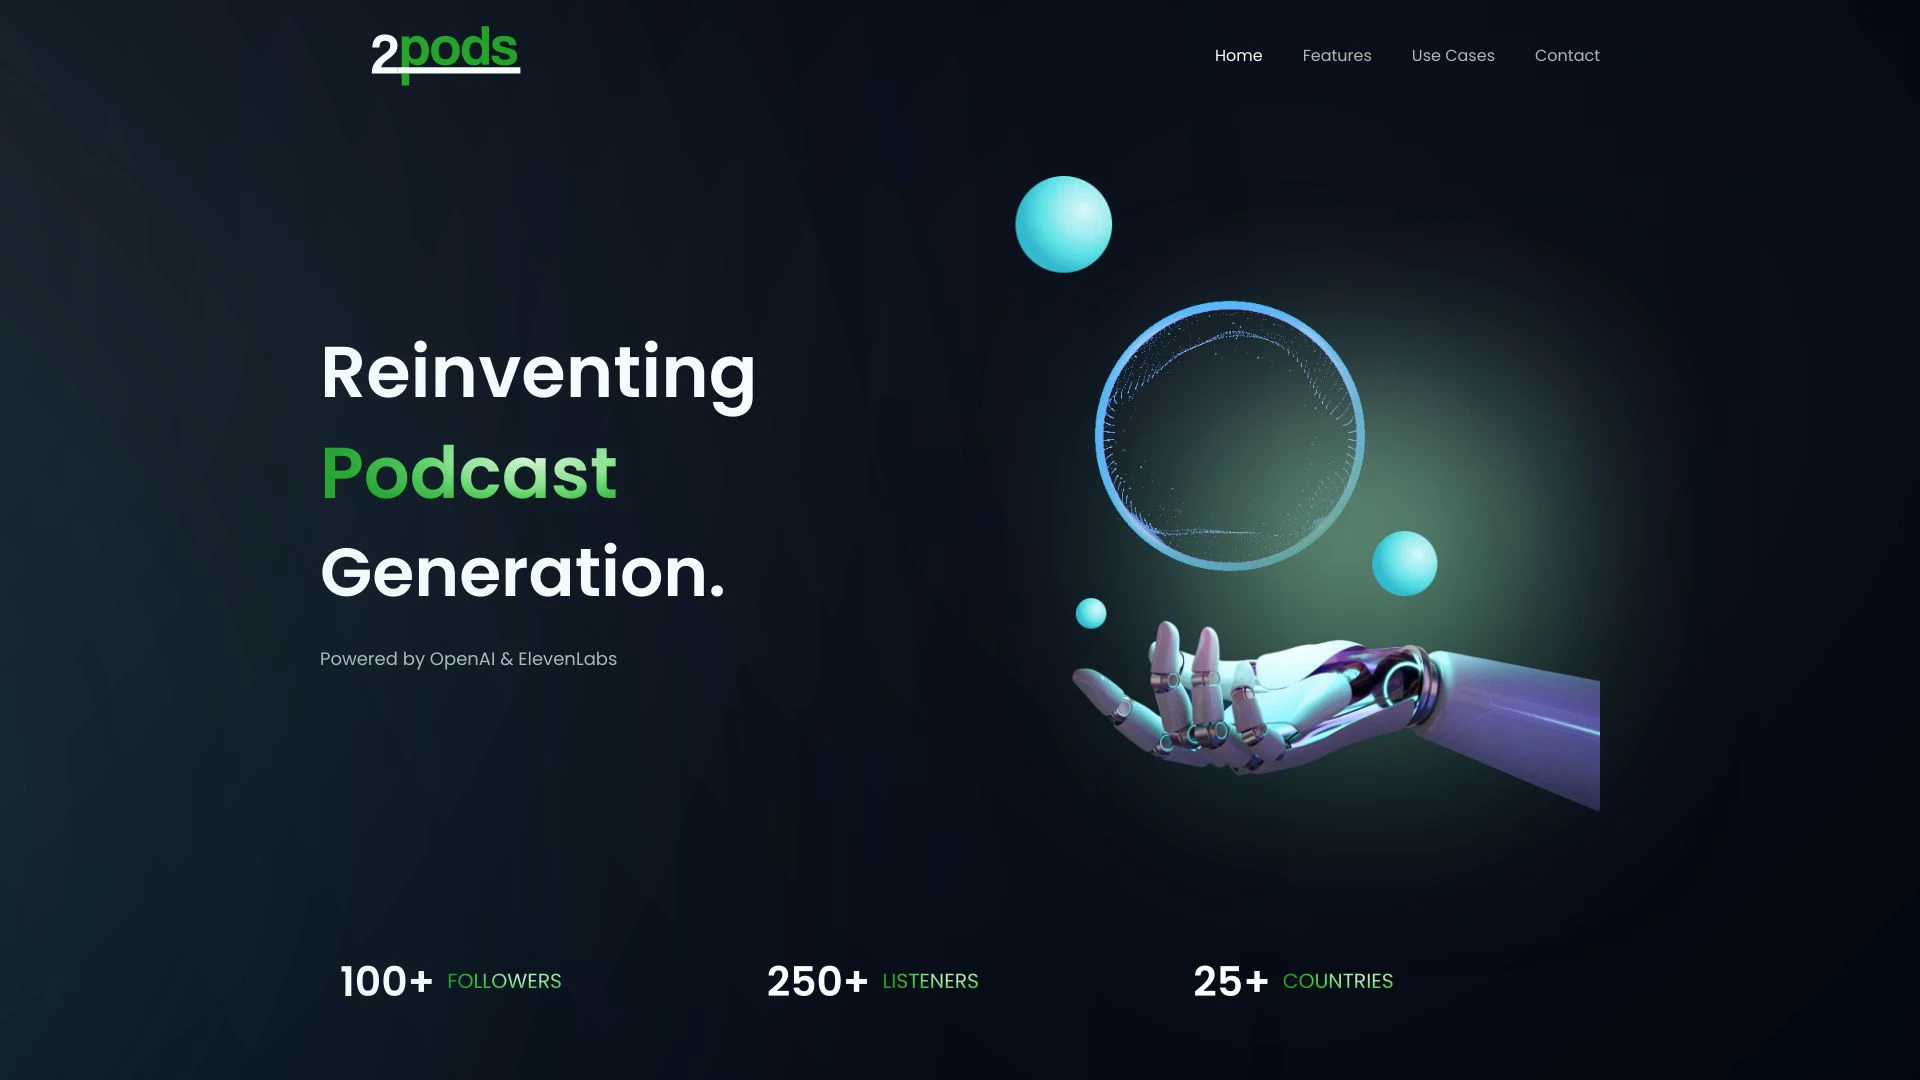 2pods
Home Features Use Cases Contact
Reinventing
Podcast
Generation.
Powered by OpenAI & ElevenLabs
100+ FOLLOWERS
250+ LISTENERS
25+ COUNTRIES